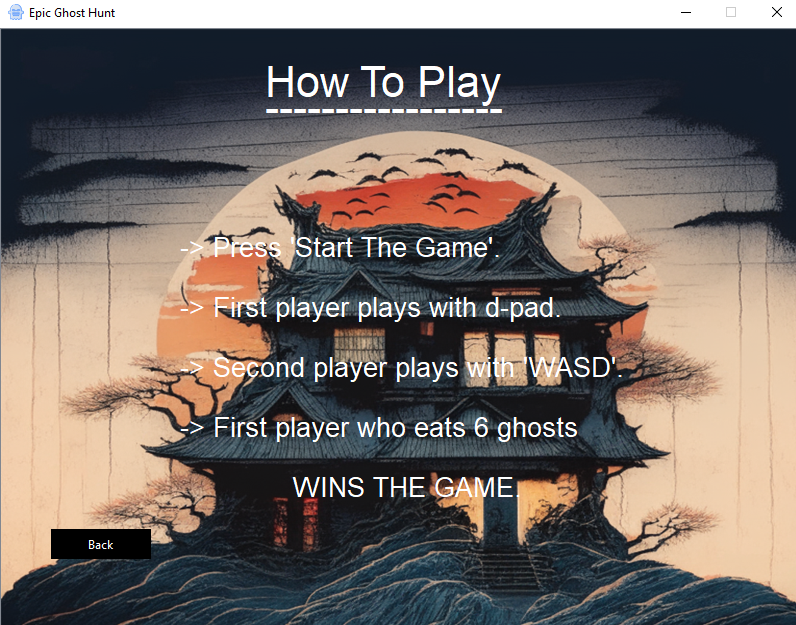 Epic Ghost Hunt
How To Play
-----------------
-> Press 'Start The Game'.
-> First player plays with d-pad.
-> Second player plays with 'WASD'.
-> First player who eats 6 ghosts
WINS THE GAME.
Back